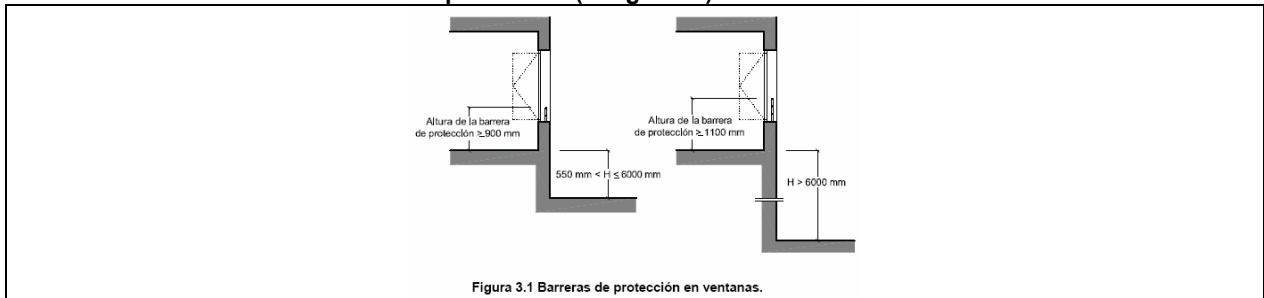 Altura de la barrera
de protección ≥900 mm
550 mm < H ≤ 6000 mm
Altura de la barrera
de protección ≥ 1100 mm
H > 6000 mm
Figura 3.1 Barreras de protección en ventanas.